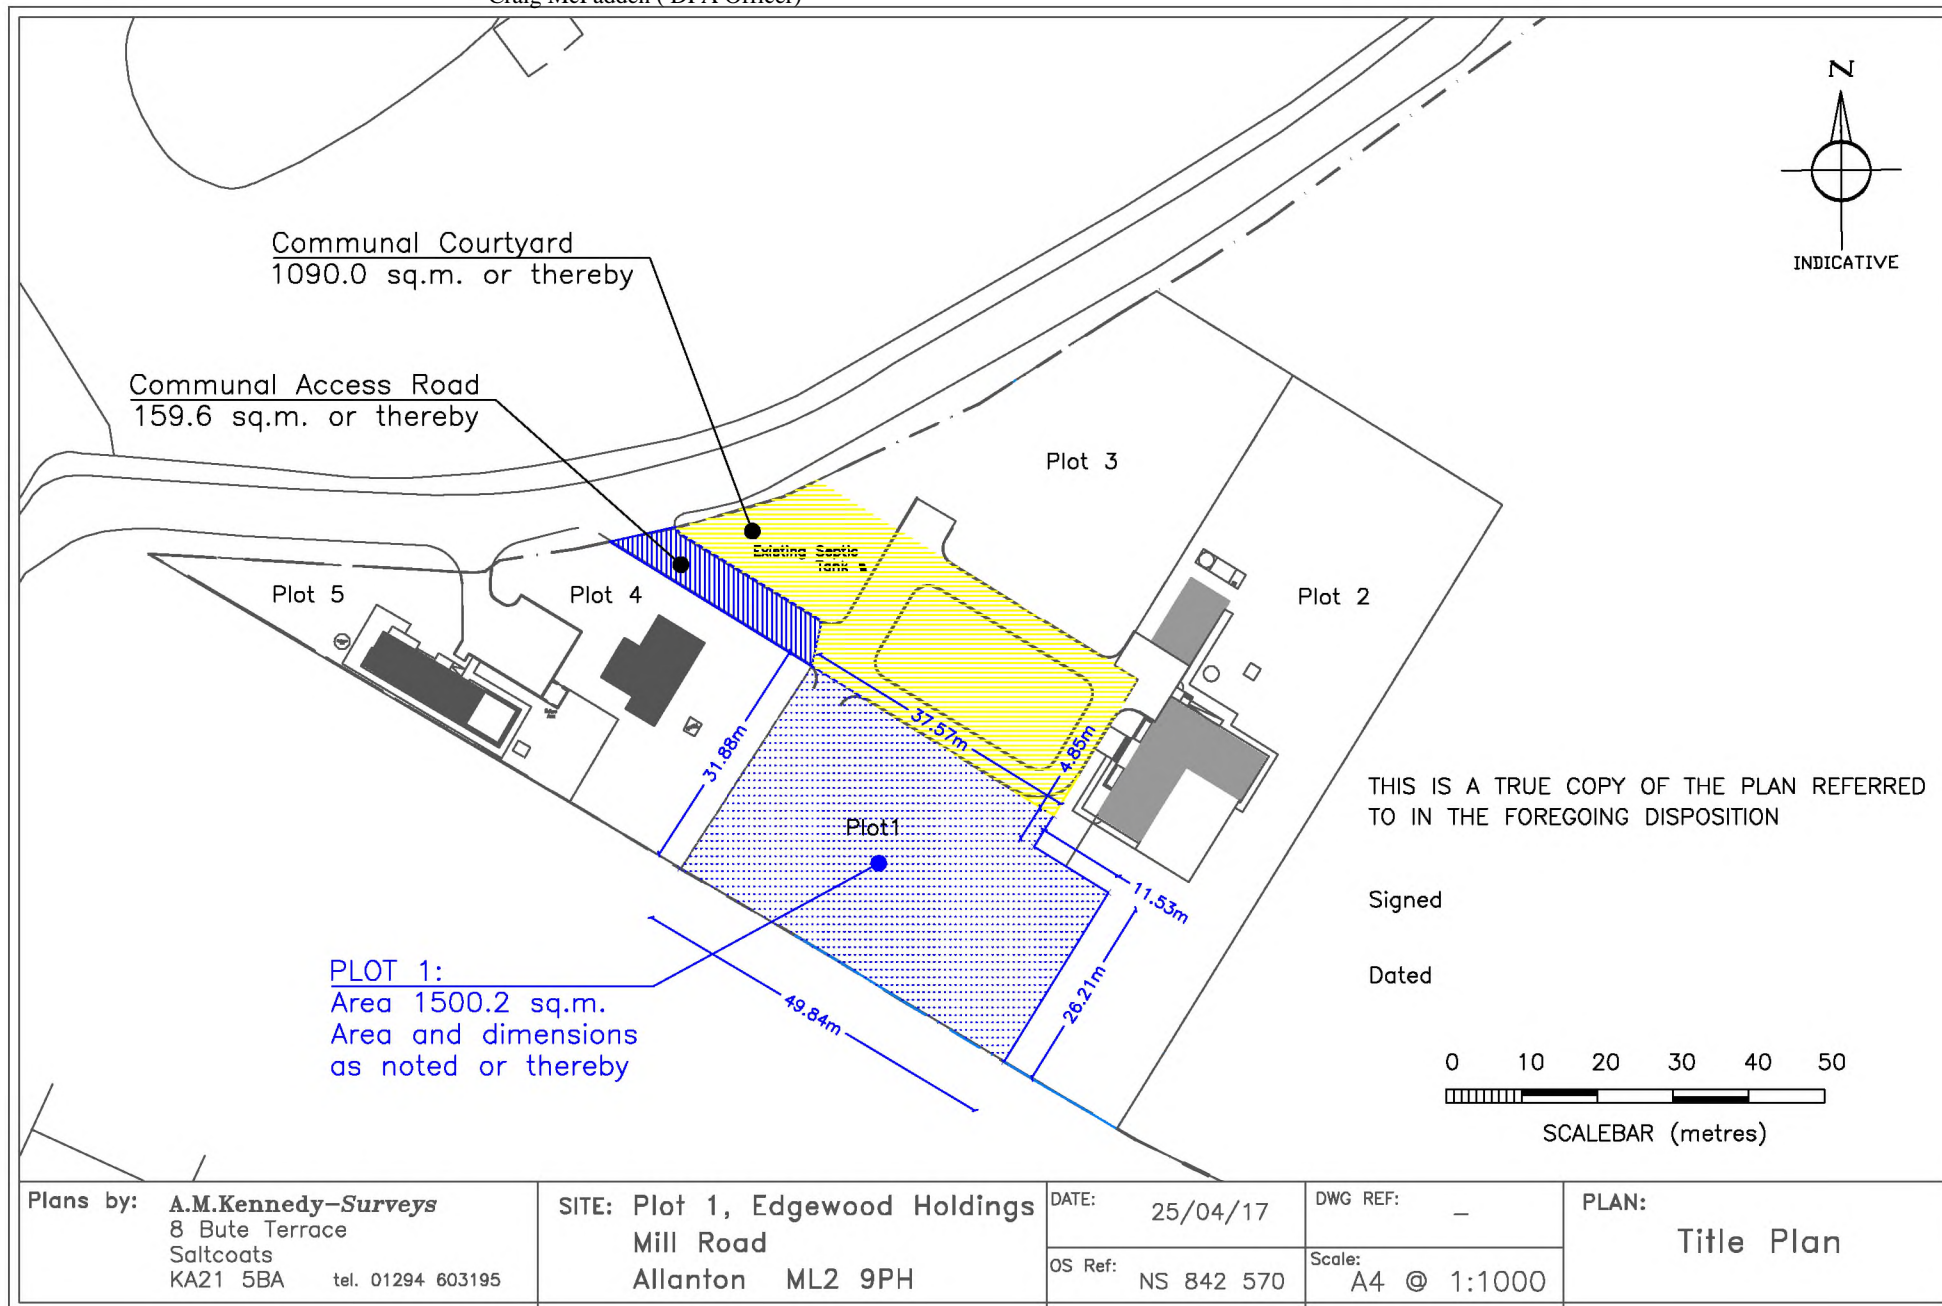 Craig McFadden ( DPA Officer)
N
INDICATIVE
Communal Courtyard
1090.0 sq.m. or thereby
Communal Access Road
159.6 sq.m. or thereby
Plot 3
Existing Septic
Tank
Plot 5
Plot 4
Plot 2
37.57m
31.88m
4.85m
THIS IS A TRUE COPY OF THE PLAN REFERRED
TO IN THE FOREGOING DISPOSITION
Plot1
11.53m
Signed
PLOT 1:
Area 1500.2 sq.m.
Area and dimensions
as noted or thereby
49.84m
26.21m
Dated
0 10 20 30 40 50
SCALEBAR (metres)
Plans by: A.M.Kennedy–Surveys
8 Bute Terrace
Saltcoats
KA21 5BA tel. 01294 603195
SITE: Plot 1, Edgewood Holdings
Mill Road
Allanton ML2 9PH
DATE: 25/04/17
OS Ref: NS 842 570
DWG REF: –
Scale: A4 @ 1:1000
PLAN:
Title Plan